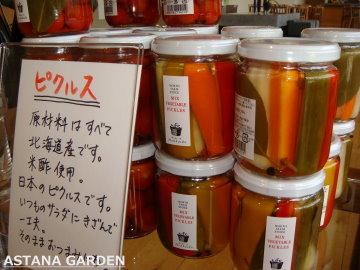 ピクルス
原材料はすべて
北海道産です。
米酢使用。
日本のピクルスです。
いつものサラダにきざんで
一工夫。
そのままおつまみ
MIX
VEGETABLE
PICKLES
MIX
VEGETABLE
PICKLES
MIX
VEGETABLE
PICKLES
ASTANA GARDEN